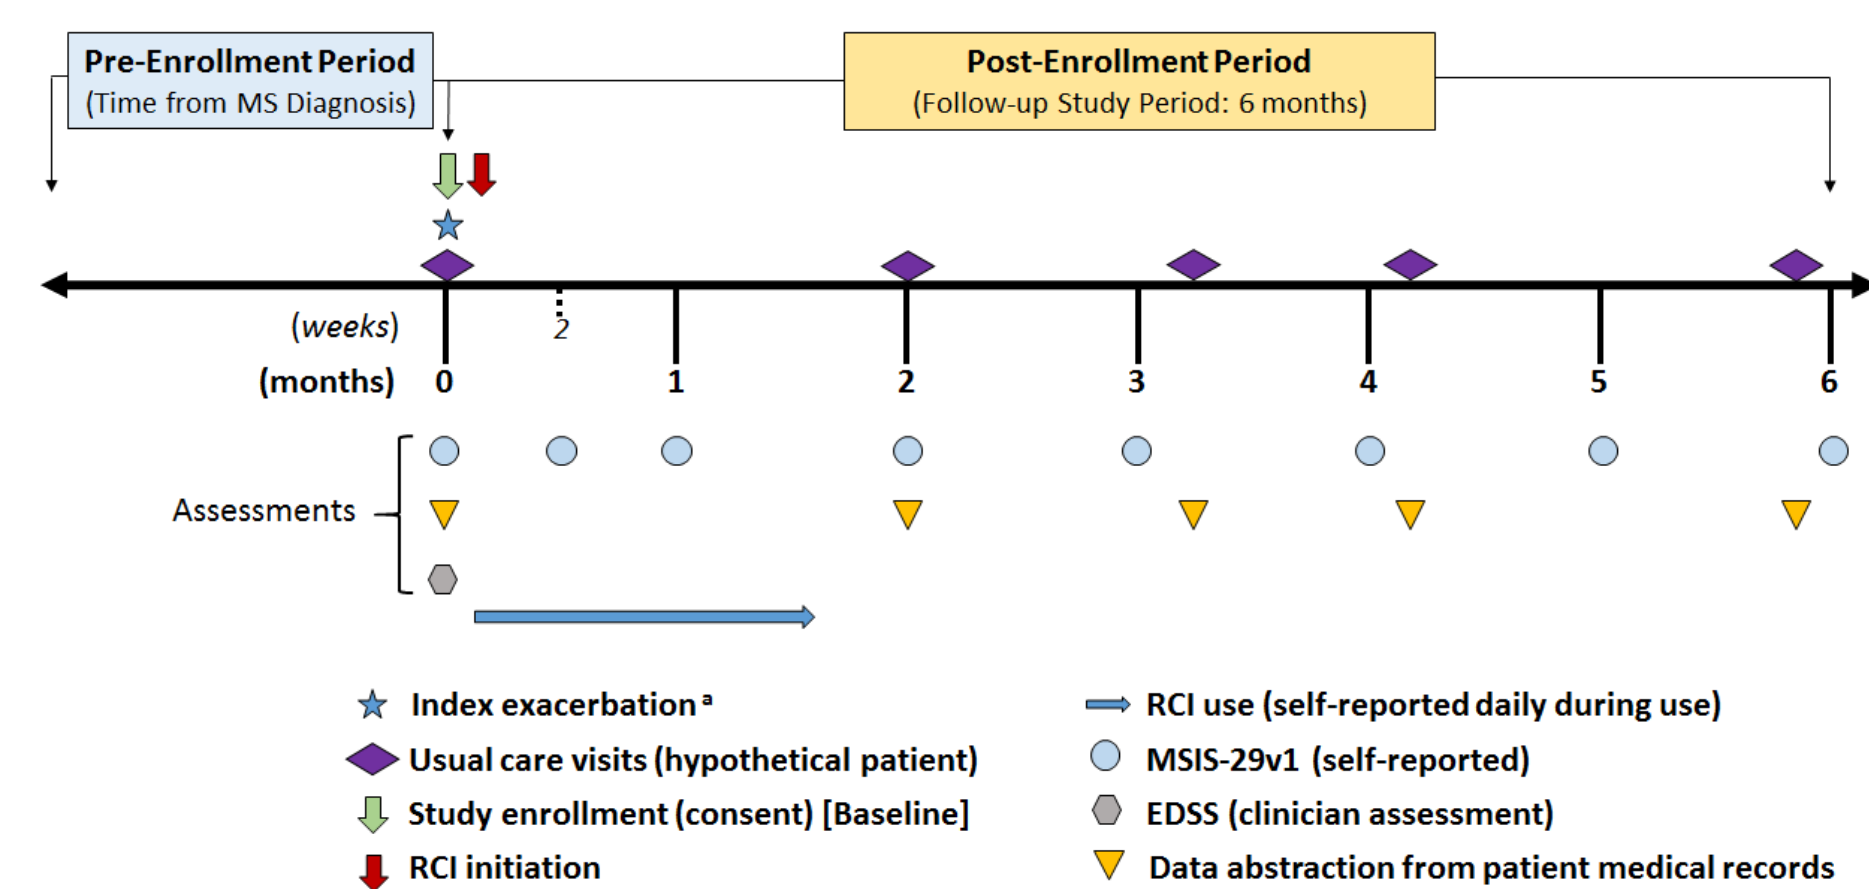 Pre-Enrollment Period
(Time from MS Diagnosis)
Post-Enrollment Period
(Follow-up Study Period: 6 months)
(weeks)
2
(months)
0
1
2
3
4
5
6
Assessments
Index exacerbation a
Usual care visits (hypothetical patient)
Study enrollment (consent) [Baseline]
RCI initiation
RCI use (self-reported daily during use)
MSIS-29v1 (self-reported)
EDSS (clinician assessment)
Data abstraction from patient medical records